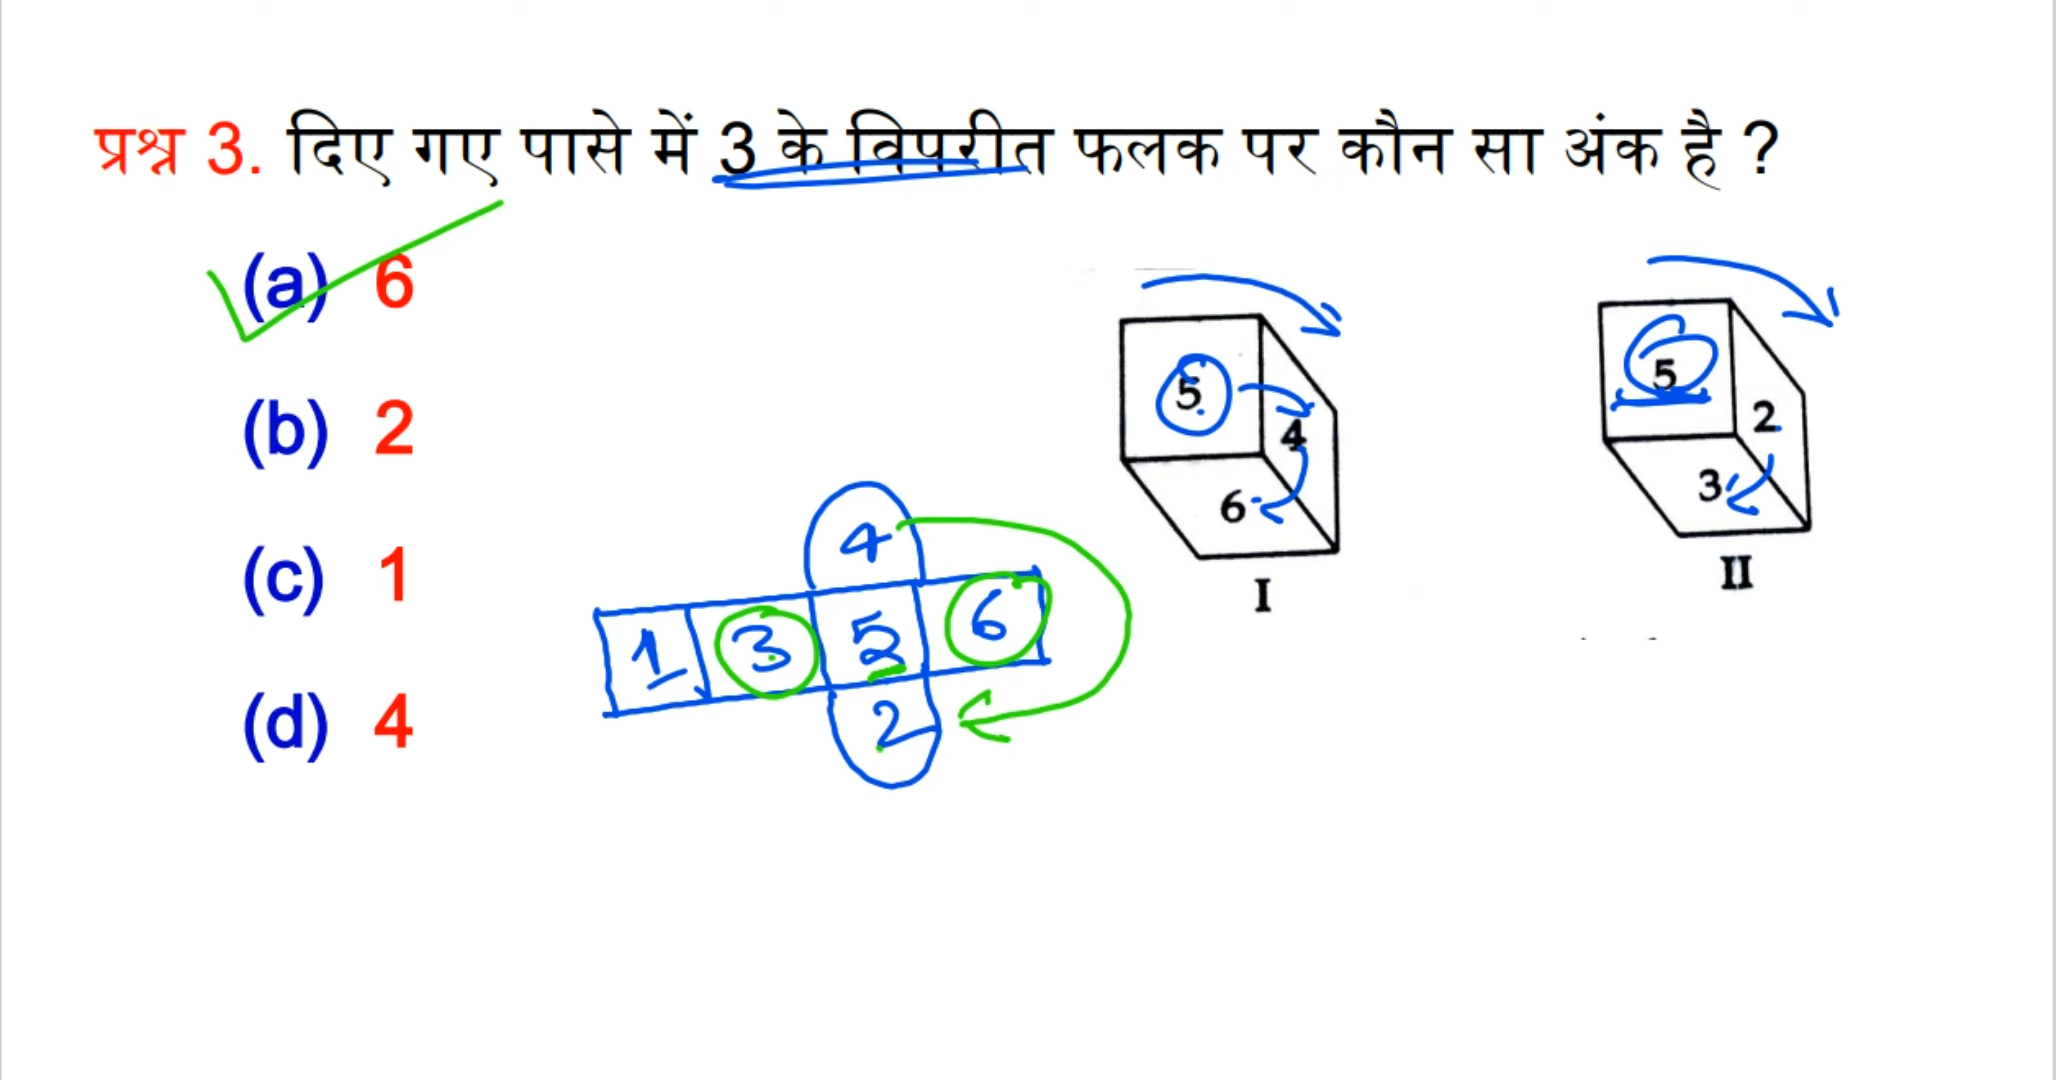 प्रश्न 3. दिए गए पासे में 3 के विपरीत फलक पर कौन सा अंक है ?
(a) 6
(b) 2
(c) 1
(d) 4
5
4
6
I
5
2
3
II
4
1 3 5 6
2